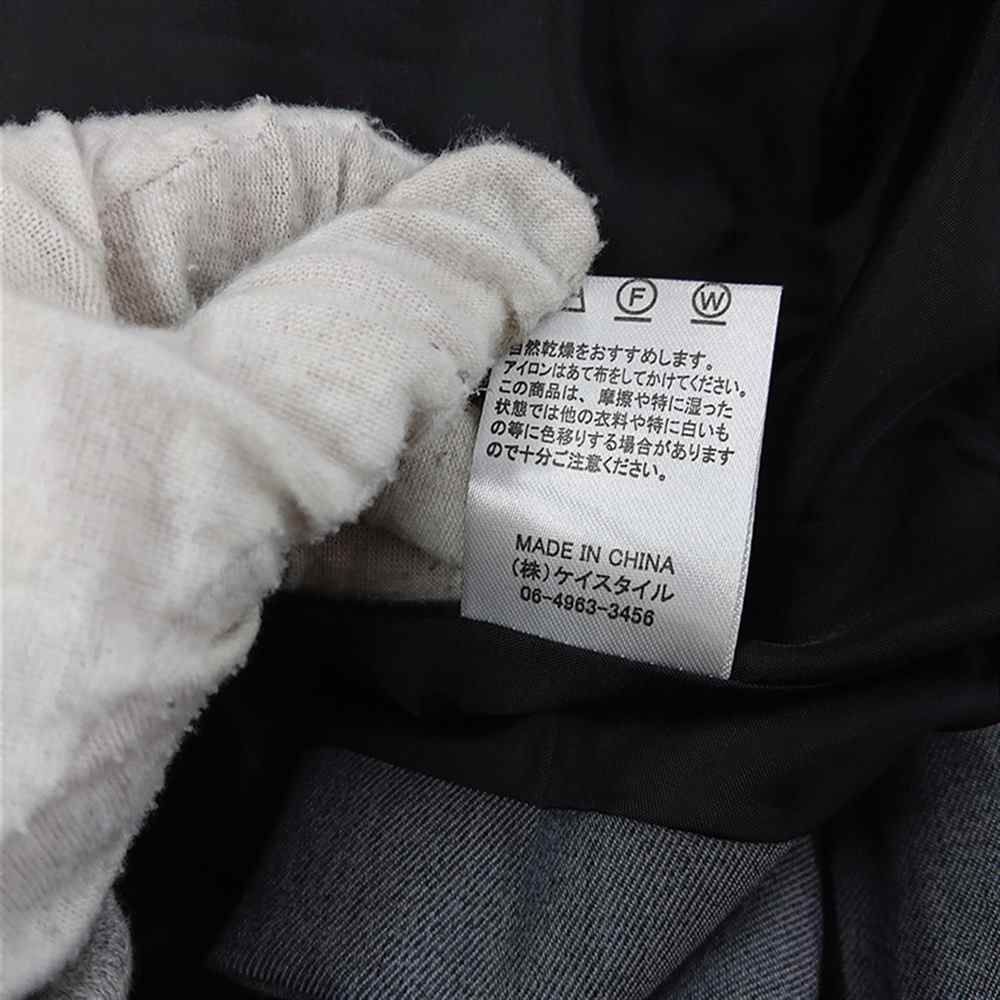 F W
自然乾燥をおすすめします。
アイロンはあて布をしてかけてください。
この商品は、摩擦や特に湿った
状態では他の衣料や特に白いも
の等に色移りする場合があります
ので十分ご注意ください。
MADE IN CHINA
(株)ケイスタイル
06-4963-3456